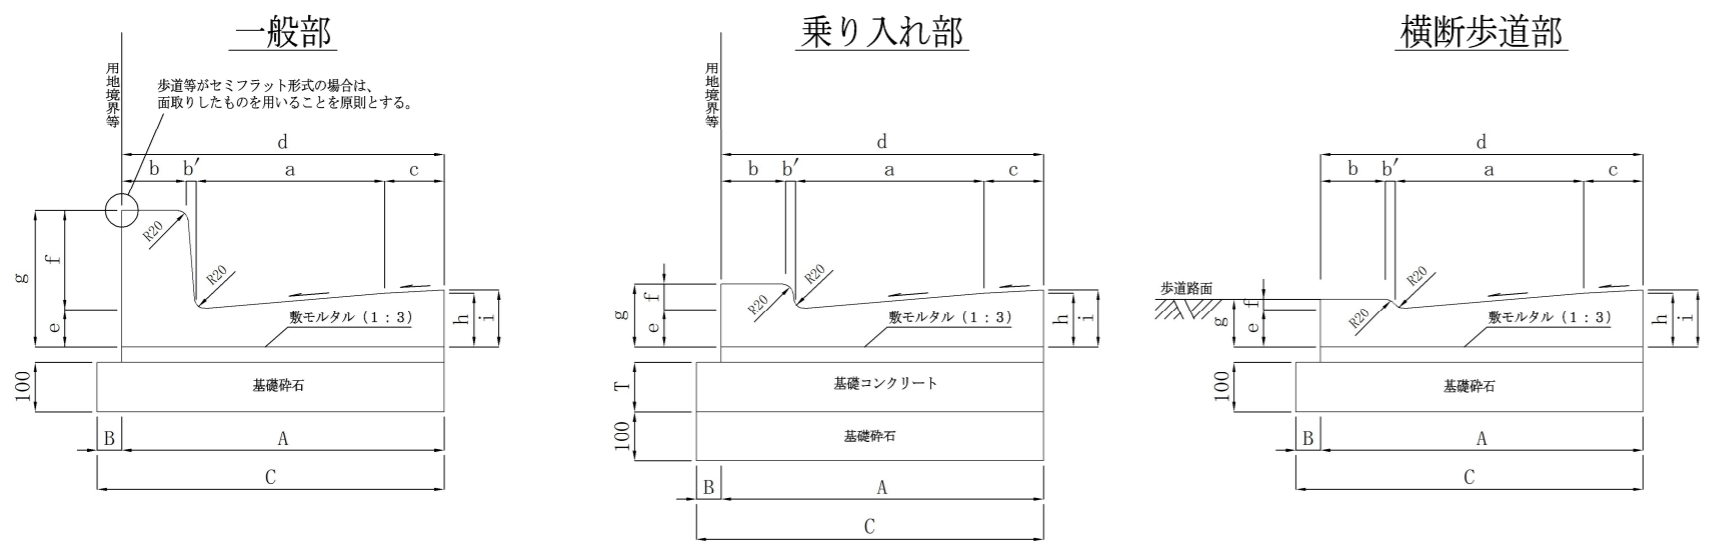 一般部
用地境界等
歩道等がセミフラット形式の場合は、
面取りしたものを用いることを原則とする。
d
b
b′
a
c
R20
R20
g
f
e
敷モルタル（1：3）
h
i
100
基礎砕石
B
A
C
乗り入れ部
用地境界等
d
b
b′
a
c
R20
R20
g
f
e
敷モルタル（1：3）
h
i
T
基礎コンクリート
100
基礎砕石
B
A
C
横断歩道部
d
b
b′
a
c
歩道路面
R20
R20
g
f
e
敷モルタル（1：3）
h
i
100
基礎砕石
B
A
C